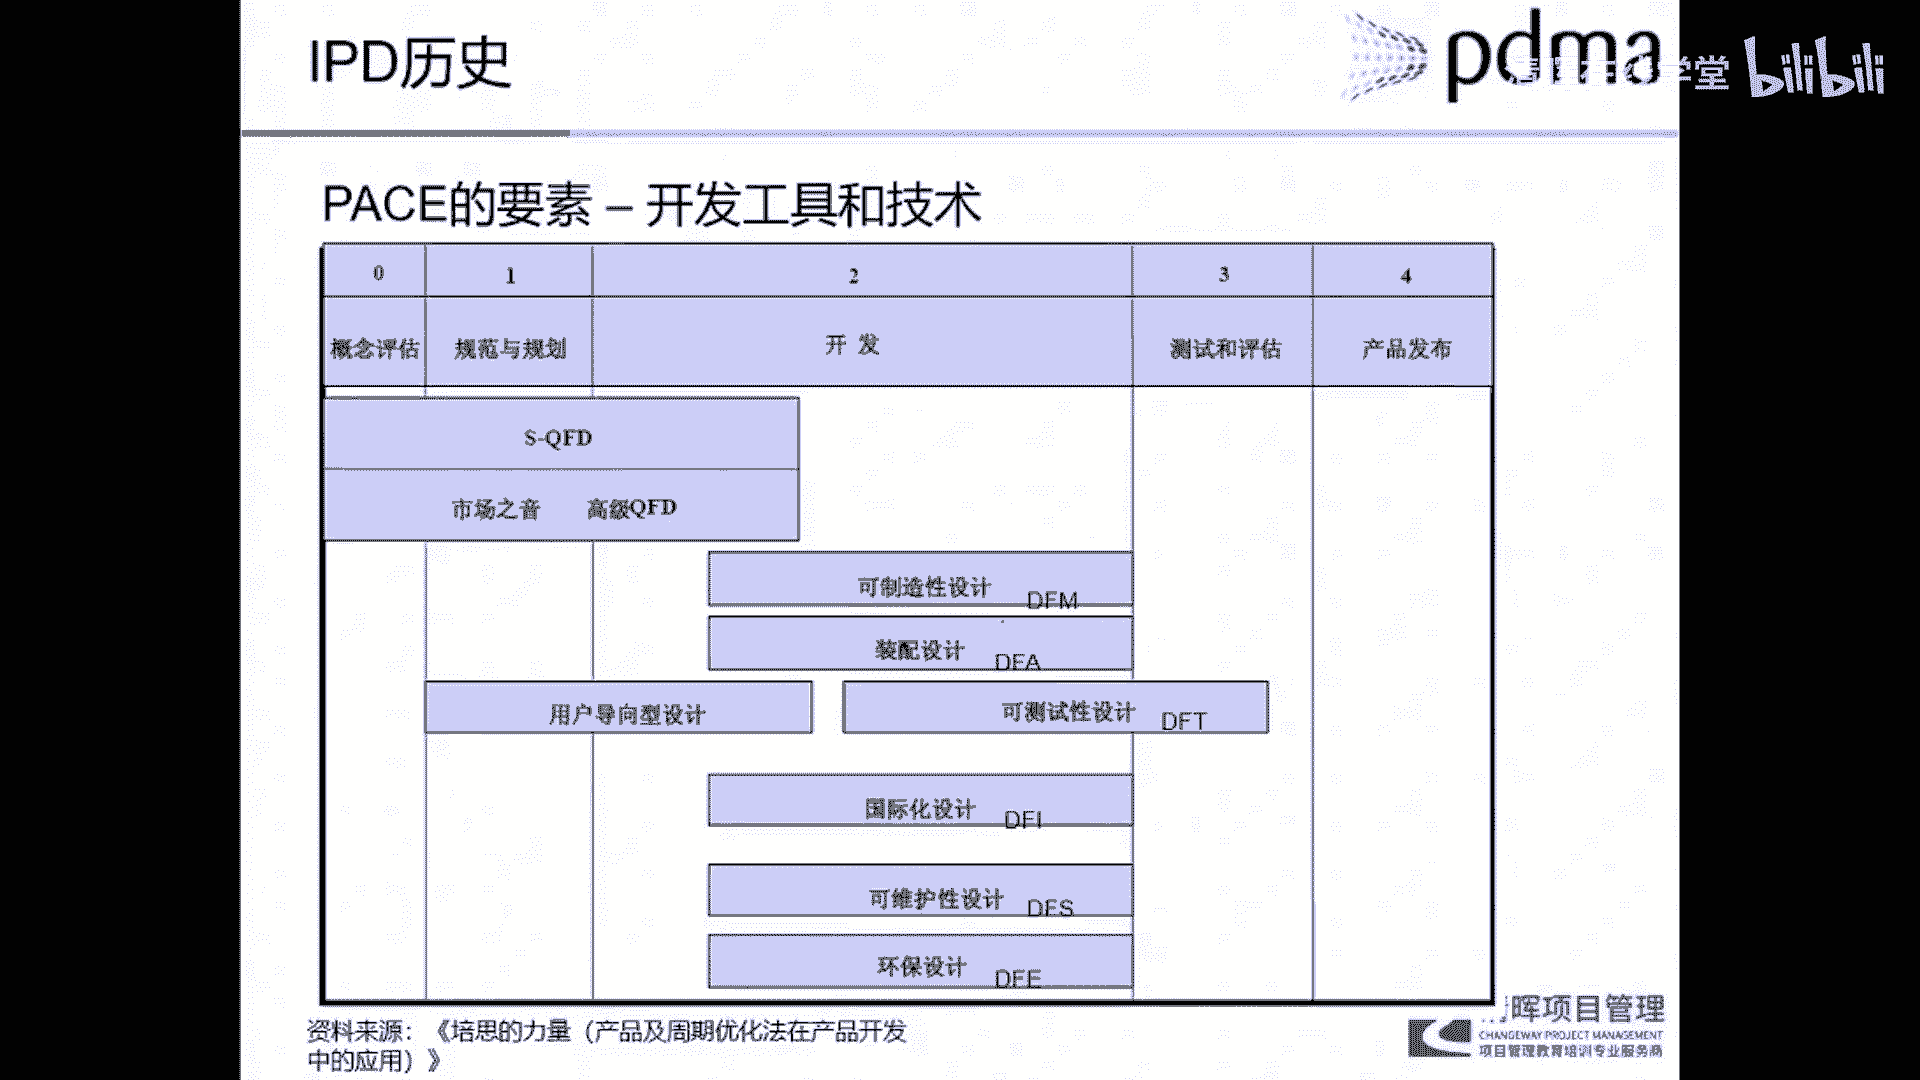 IPD历史
pdma
学堂
bilibili
PACE的要素 – 开发工具和技术
0 1 2 3 4
概念评估 规范与规划 开 发 测试和评估 产品发布
S-QFD
市场之音 高级QFD
可制造性设计 DFM
装配设计 DFA
用户导向型设计 可测试性设计 DFT
国际化设计 DFI
可维护性设计 DFS
环保设计 DFE
资料来源：《培思的力量（产品及周期优化法在产品开发
中的应用）》
晖项目管理
CHANGEWAY PROJECT MANAGEMENT
项目管理教育培训专业服务商